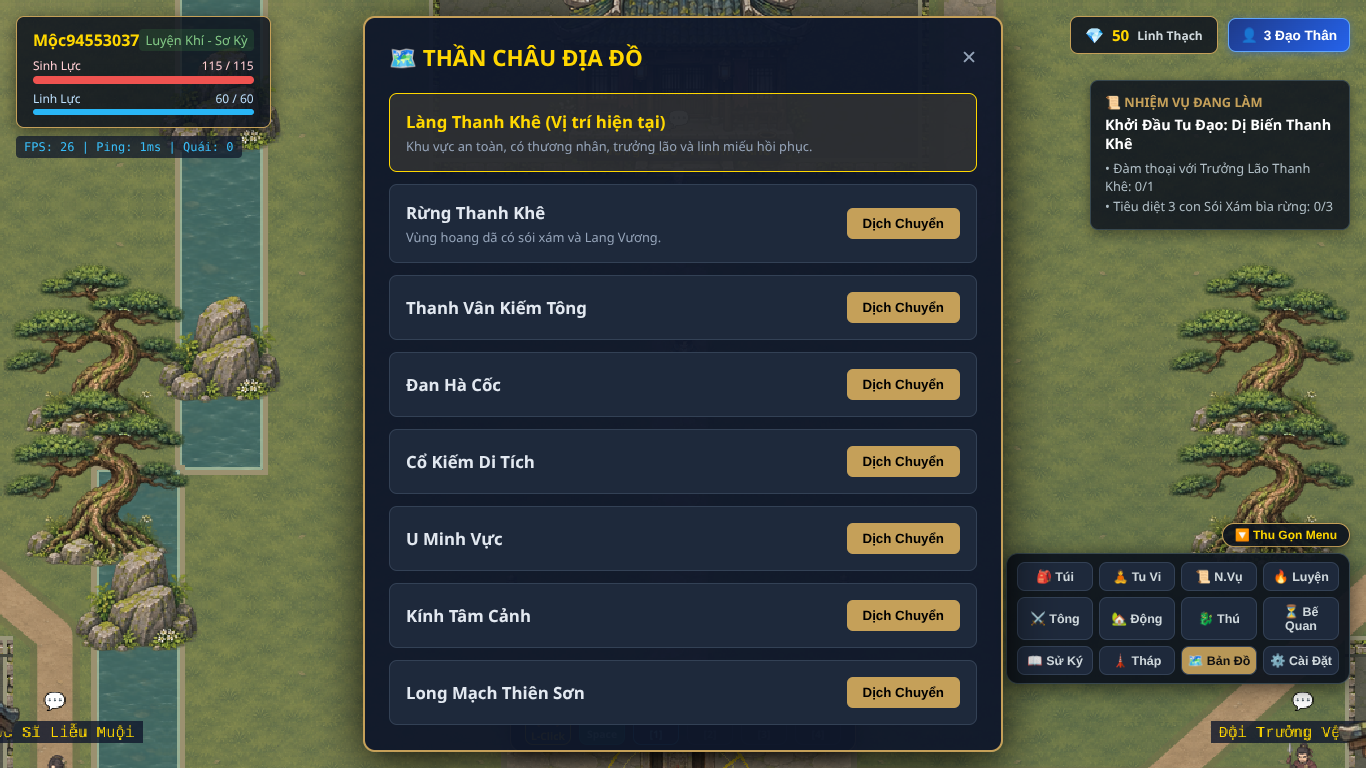 Mộc94553037 Luyện Khí - Sơ Kỳ
Sinh Lực 115 / 115
Linh Lực 60 / 60
FPS: 26 | Ping: 1ms | Quái: 0
THẦN CHÂU ĐỊA ĐỒ
×
Làng Thanh Khê (Vị trí hiện tại)
Khu vực an toàn, có thương nhân, trưởng lão và linh miếu hồi phục.
Rừng Thanh Khê
Vùng hoang dã có sói xám và Lang Vương.
Dịch Chuyển
Thanh Vân Kiếm Tông
Dịch Chuyển
Đan Hà Cốc
Dịch Chuyển
Cổ Kiếm Di Tích
Dịch Chuyển
U Minh Vực
Dịch Chuyển
Kính Tâm Cảnh
Dịch Chuyển
Long Mạch Thiên Sơn
Dịch Chuyển
50 Linh Thạch
3 Đạo Thân
NHIỆM VỤ ĐANG LÀM
Khởi Đầu Tu Đạo: Dị Biến Thanh
Khê
• Đàm thoại với Trưởng Lão Thanh
Khê: 0/1
• Tiêu diệt 3 con Sói Xám bìa rừng: 0/3
Thu Gọn Menu
Túi
Tu Vi
N.Vụ
Luyện
Tông
Động
Thú
Bế
Quan
Sử Ký
Tháp
Bản Đồ
Cài Đặt
Sĩ Liễu Muội
Đội Trưởng Vệ